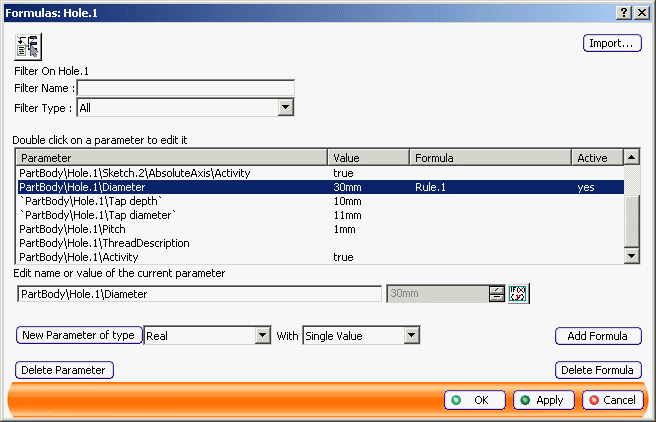 Formulas: Hole.1
Import...
Filter On Hole.1
Filter Name :
Filter Type : All
Double click on a parameter to edit it
Parameter Value Formula Active
PartBody\Hole.1\Sketch.2\AbsoluteAxis\Activity true
PartBody\Hole.1\Diameter 30mm Rule.1 yes
`PartBody\Hole.1\Tap depth` 10mm
`PartBody\Hole.1\Tap diameter` 11mm
PartBody\Hole.1\Pitch 1mm
PartBody\Hole.1\ThreadDescription
PartBody\Hole.1\Activity true
Edit name or value of the current parameter
PartBody\Hole.1\Diameter 30mm
New Parameter of type Real With Single Value Add Formula
Delete Parameter Delete Formula
OK Apply Cancel